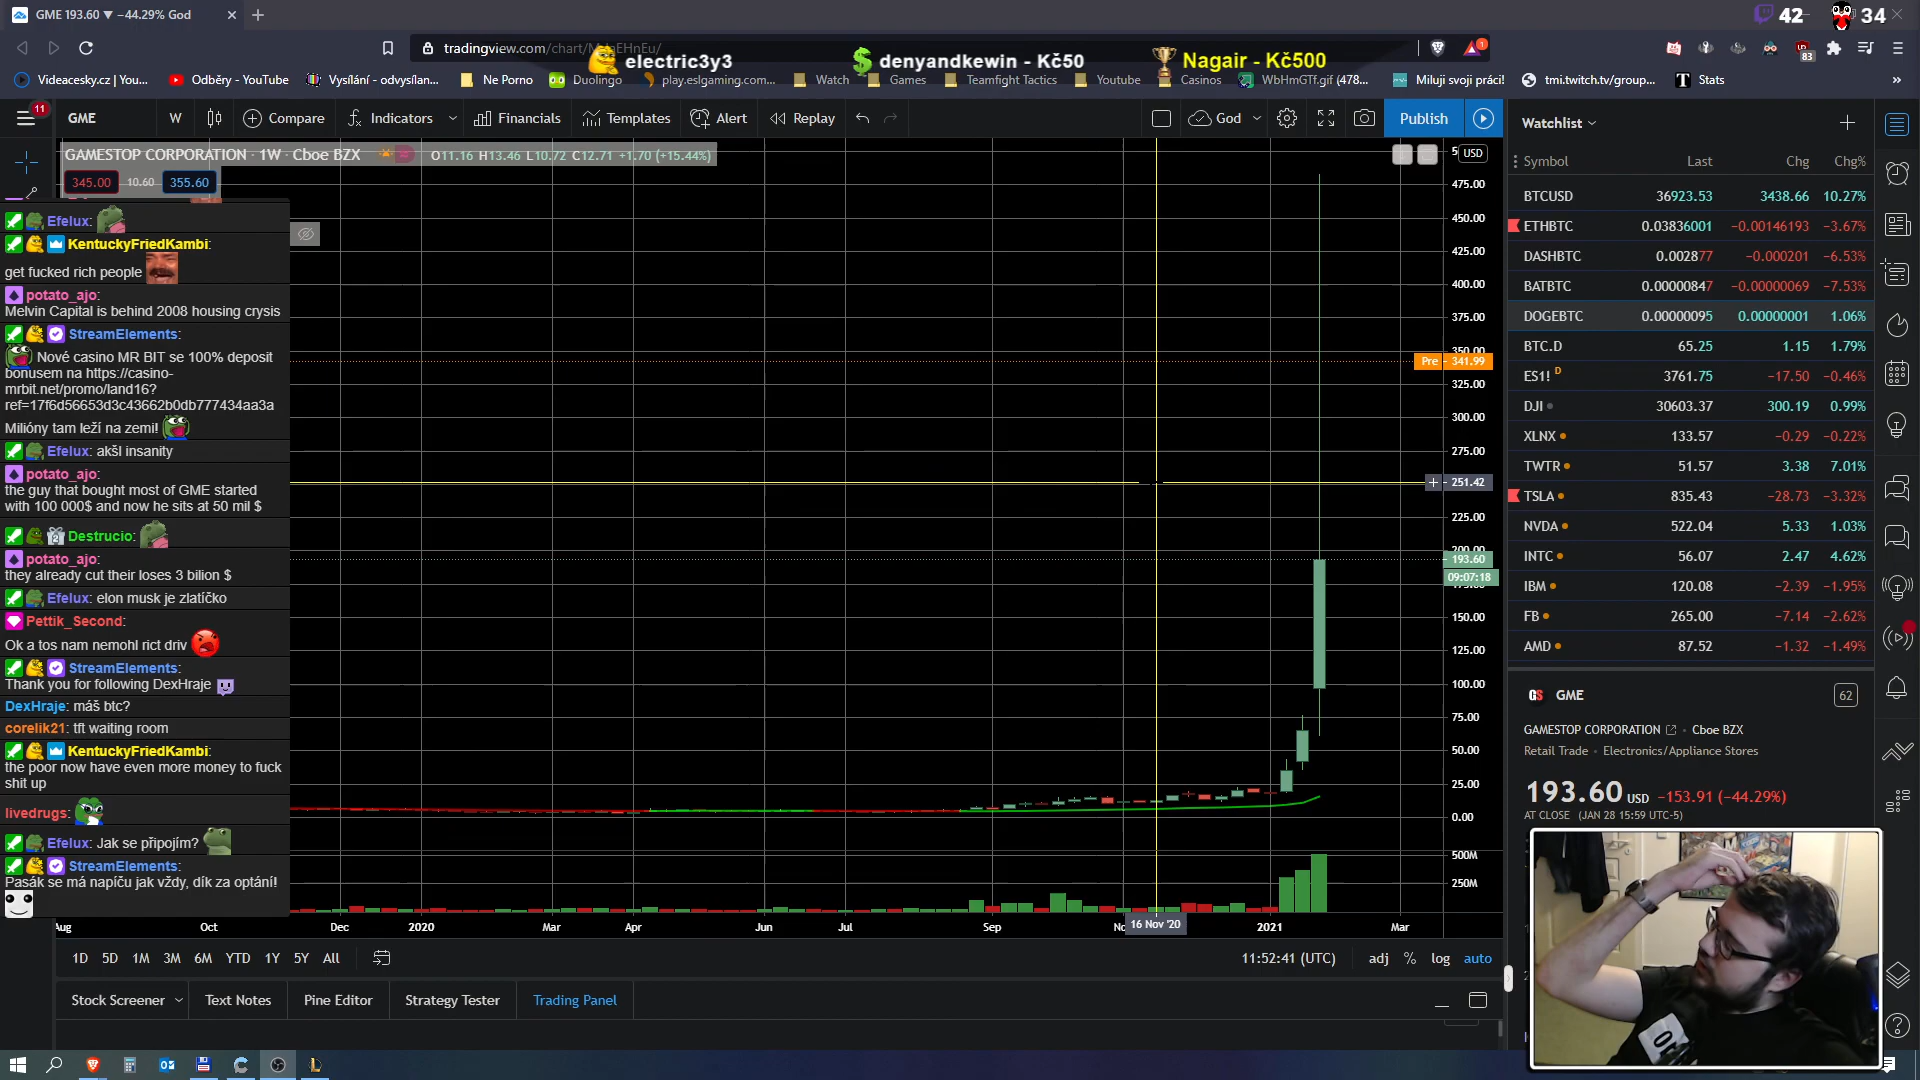 GME 193.60 ▼ −44.29% God
42
34
tradingview.com/chart/
electric3y3
denyandkewin - Kč50
Nagair - Kč500
1
83
Videacesky.cz | You...
Odběry - YouTube
Vysílání - odvysílan...
Ne Porno
Duolingo
play.eslgaming.com...
Watch
Games
Teamfight Tactics
Youtube
Casinos
WbHmGTf.gif (478...
Miluji svoji práci!
tmi.twitch.tv/group...
Stats
11
GME
W
Compare
Indicators
Financials
Templates
Alert
Replay
God
Publish
GAMESTOP CORPORATION · 1W · Cboe BZX
O11.16 H13.46 L10.72 C12.71 +1.70 (+15.44%)
345.00 10.60 355.60
USD
Efelux:
KentuckyFriedKambi:
get fucked rich people
potato_ajo:
Melvin Capital is behind 2008 housing crysis
StreamElements:
Nové casino MR BIT se 100% deposit
bonusem na https://casino-
mrbit.net/promo/land16?
ref=17f6d56653d3c43662b0db777434aa3a
Milióny tam leží na zemi!
Efelux: akšl insanity
potato_ajo:
the guy that bought most of GME started
with 100 000$ and now he sits at 50 mil $
Destrucio:
potato_ajo:
they already cut their loses 3 bilion $
Efelux: elon musk je zlatíčko
Pettik_Second:
Ok a tos nam nemohl rict driv
StreamElements:
Thank you for following DexHraje
DexHraje: máš btc?
corelik21: tft waiting room
KentuckyFriedKambi:
the poor now have even more money to fuck
shit up
livedrugs:
Efelux: Jak se připojím?
StreamElements:
Pasák se má napíču jak vždy, dík za optání!
475.00
450.00
425.00
400.00
375.00
350.00
Pre 341.99
325.00
300.00
275.00
251.42
225.00
200.00
193.60
09:07:18
150.00
125.00
100.00
75.00
50.00
25.00
0.00
500M
250M
Aug
Oct
Dec
2020
Mar
Apr
Jun
Jul
Sep
16 Nov '20
2021
Mar
1D 5D 1M 3M 6M YTD 1Y 5Y All
11:52:41 (UTC)
adj % log auto
Stock Screener
Text Notes
Pine Editor
Strategy Tester
Trading Panel
Watchlist
Symbol Last Chg Chg%
BTCUSD 36923.53 3438.66 10.27%
ETHBTC 0.03836001 −0.00146193 −3.67%
DASHBTC 0.002877 −0.000201 −6.53%
BATBTC 0.00000847 −0.00000069 −7.53%
DOGEBTC 0.00000095 0.00000001 1.06%
BTC.D 65.25 1.15 1.79%
ES1! D 3761.75 −17.50 −0.46%
DJI 30603.37 300.19 0.99%
XLNX 133.57 −0.29 −0.22%
TWTR 51.57 3.38 7.01%
TSLA 835.43 −28.73 −3.32%
NVDA 522.04 5.33 1.03%
INTC 56.07 2.47 4.62%
IBM 120.08 −2.39 −1.95%
FB 265.00 −7.14 −2.62%
AMD 87.52 −1.32 −1.49%
GS GME
62
GAMESTOP CORPORATION · Cboe BZX
Retail Trade · Electronics/Appliance Stores
193.60 USD −153.91 (−44.29%)
AT CLOSE (JAN 28 15:59 UTC-5)